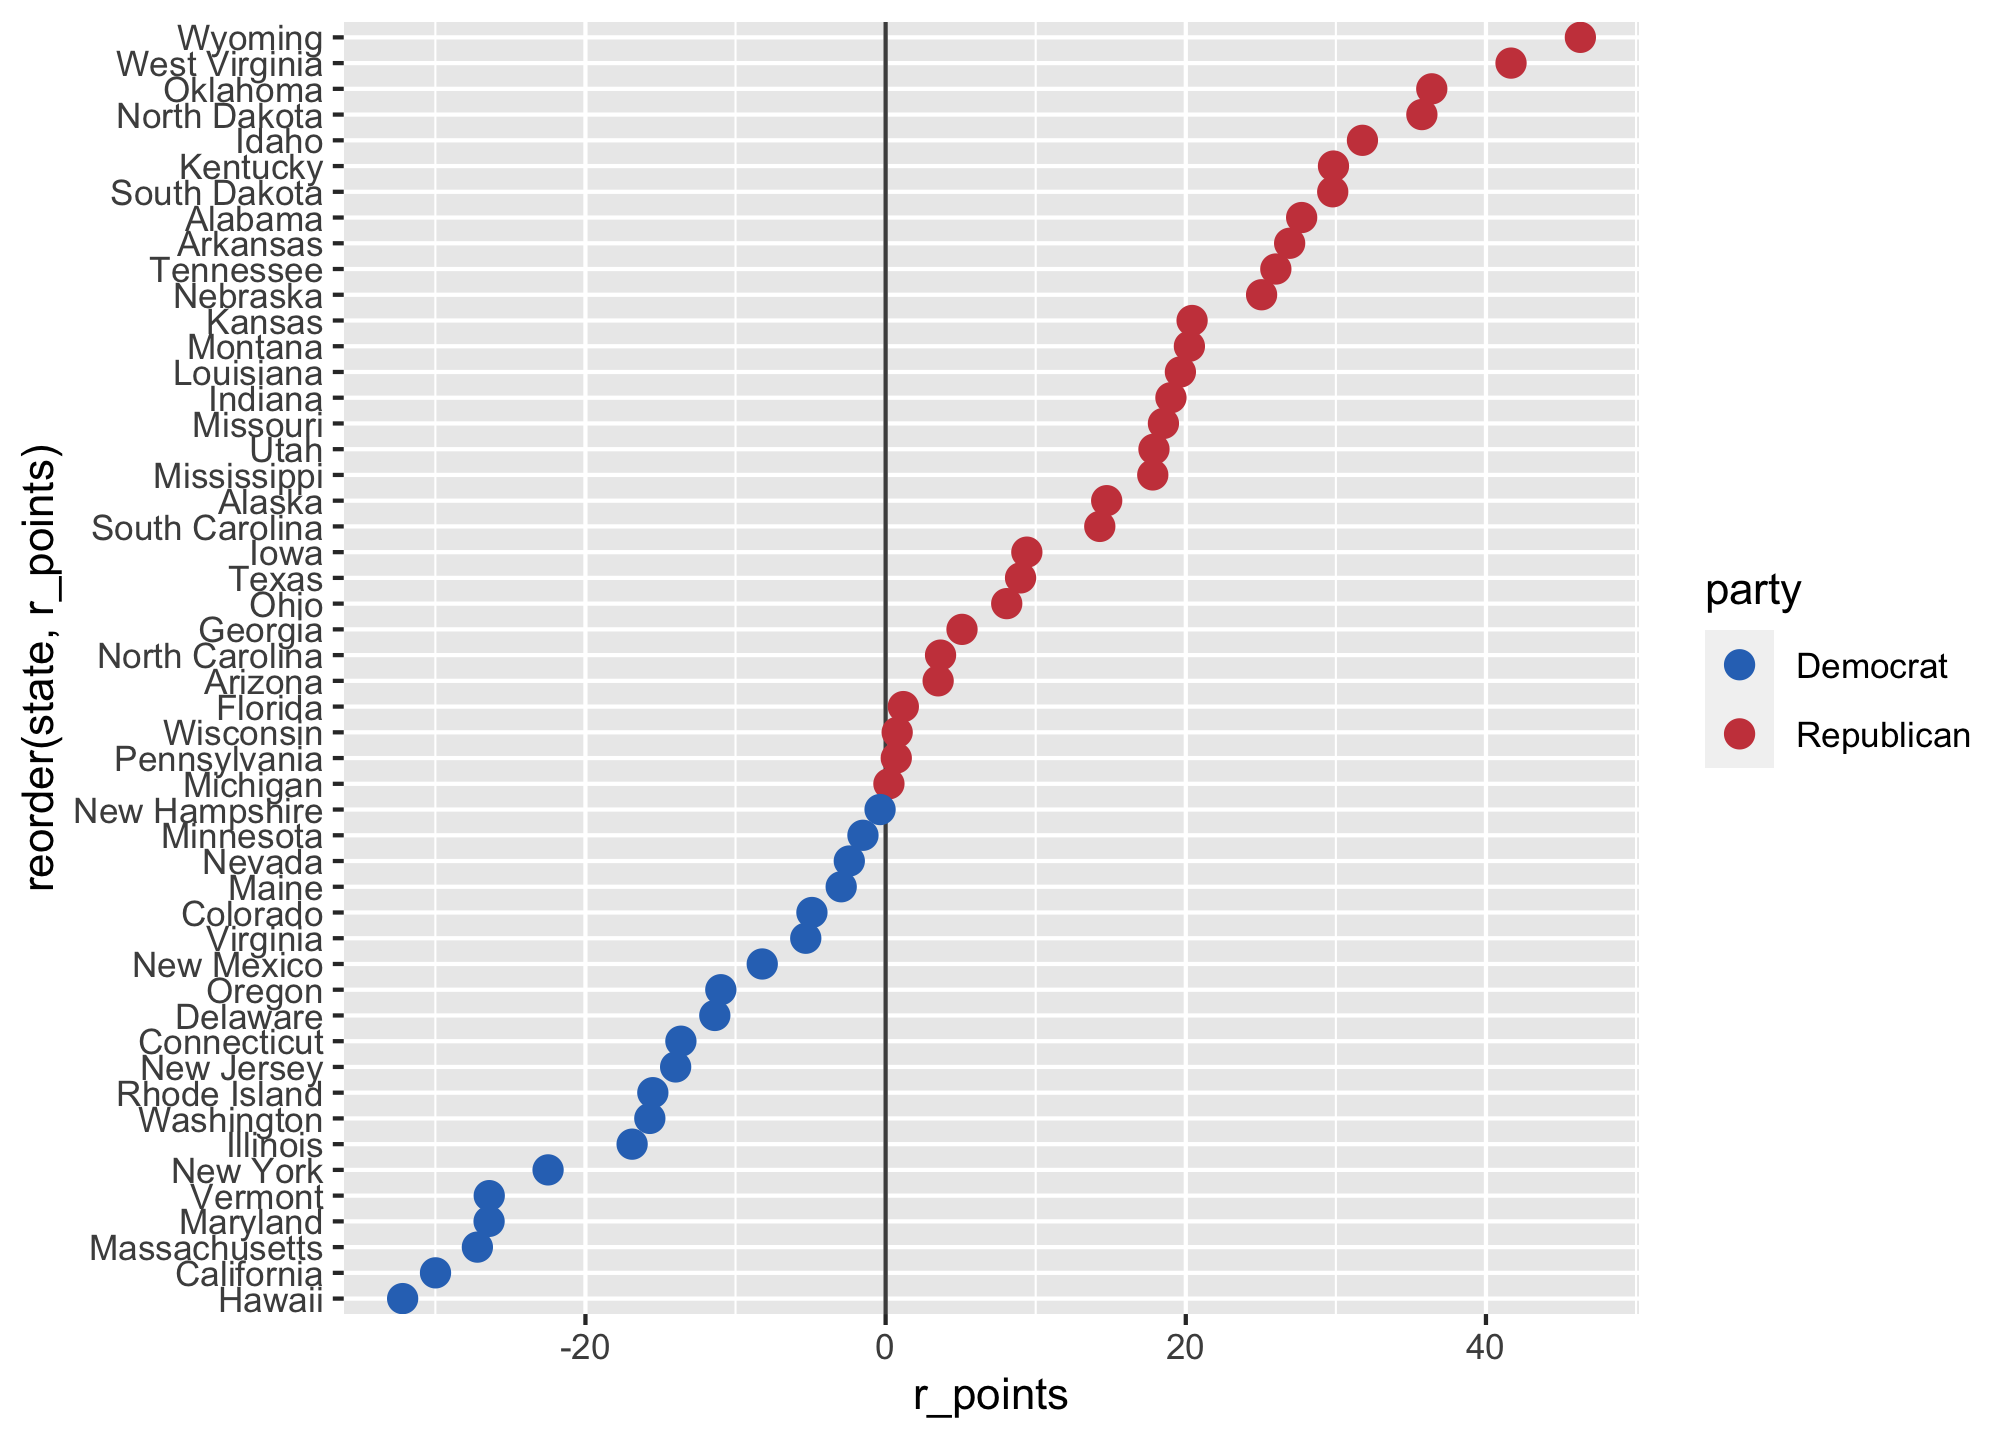 Wyoming
West Virginia
Oklahoma
North Dakota
Idaho
Kentucky
South Dakota
Alabama
Arkansas
Tennessee
Nebraska
Kansas
Montana
Louisiana
Indiana
Missouri
Utah
Mississippi
Alaska
South Carolina
Iowa
Texas
Ohio
Georgia
North Carolina
Arizona
Florida
Wisconsin
Pennsylvania
Michigan
New Hampshire
Minnesota
Nevada
Maine
Colorado
Virginia
New Mexico
Oregon
Delaware
Connecticut
New Jersey
Rhode Island
Washington
Illinois
New York
Vermont
Maryland
Massachusetts
California
Hawaii
reorder(state, r_points)
-20
0
20
40
r_points
party
Democrat
Republican